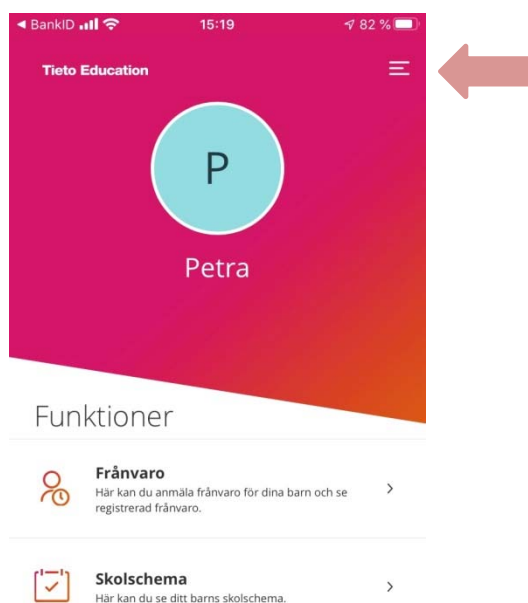 BankID 15:19 82 %
Tieto Education
P
Petra
Funktioner
Frånvaro
Här kan du anmäla frånvaro för dina barn och se
registrerad frånvaro.
Skolschema
Här kan du se ditt barns skolschema.